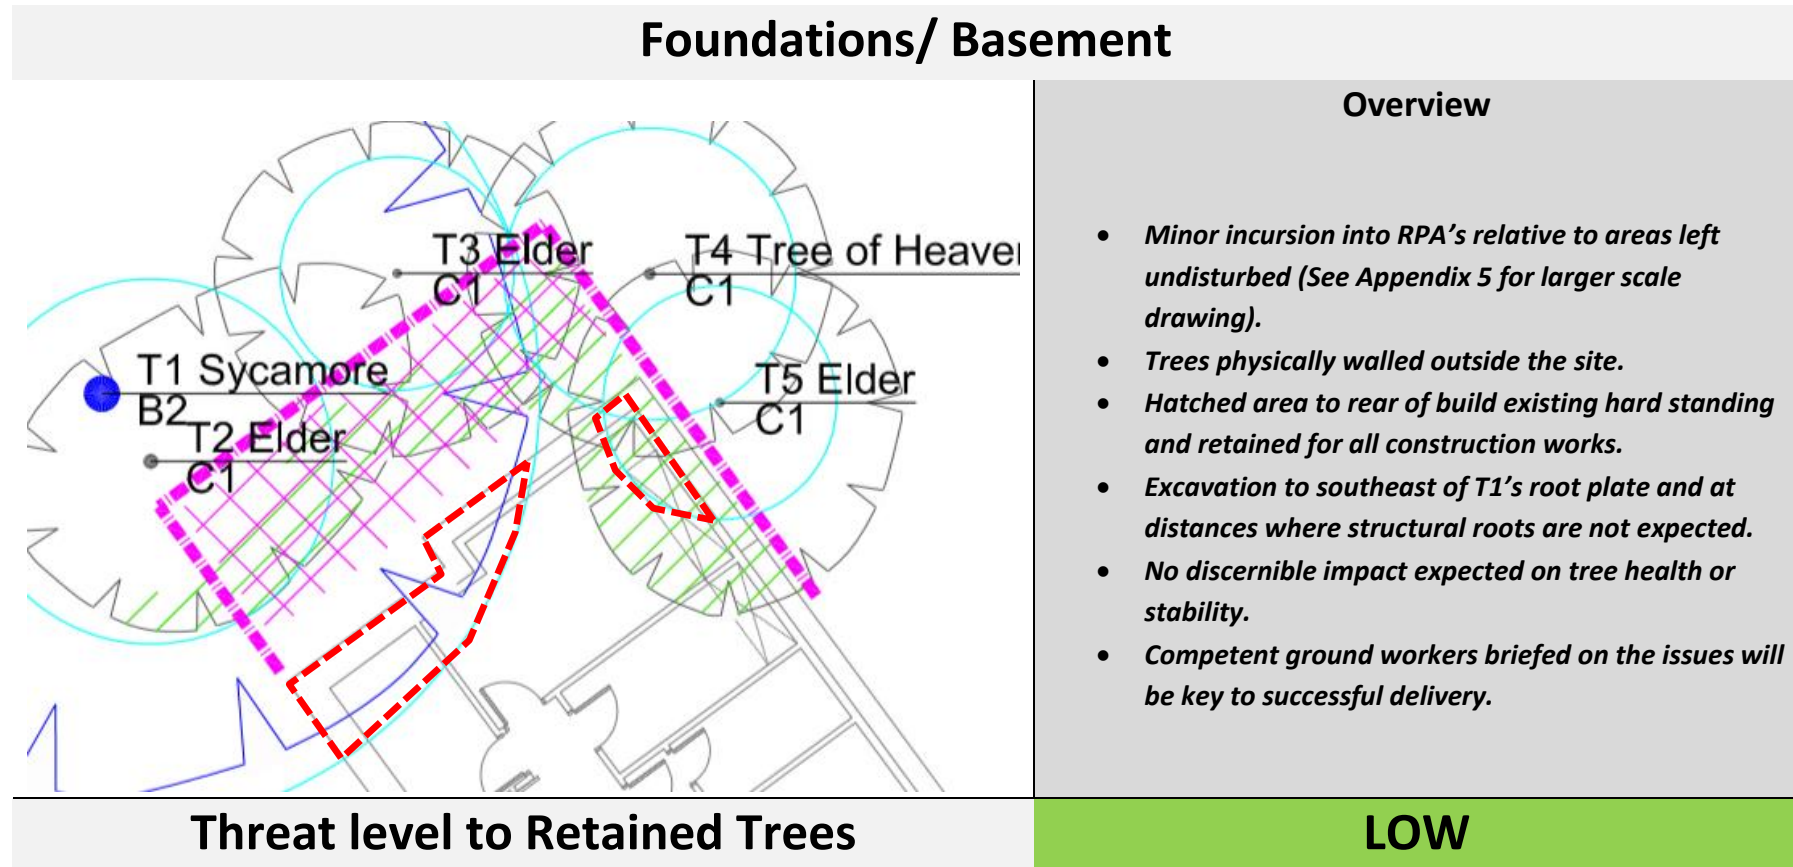 Foundations/ Basement
T3 Elder
C1
T4 Tree of Heaven
C1
T1 Sycamore
B2
T2 Elder
C1
T5 Elder
C1
Overview
• Minor incursion into RPA’s relative to areas left
undisturbed (See Appendix 5 for larger scale
drawing).
• Trees physically walled outside the site.
• Hatched area to rear of build existing hard standing
and retained for all construction works.
• Excavation to southeast of T1’s root plate and at
distances where structural roots are not expected.
• No discernible impact expected on tree health or
stability.
• Competent ground workers briefed on the issues will
be key to successful delivery.
Threat level to Retained Trees
LOW